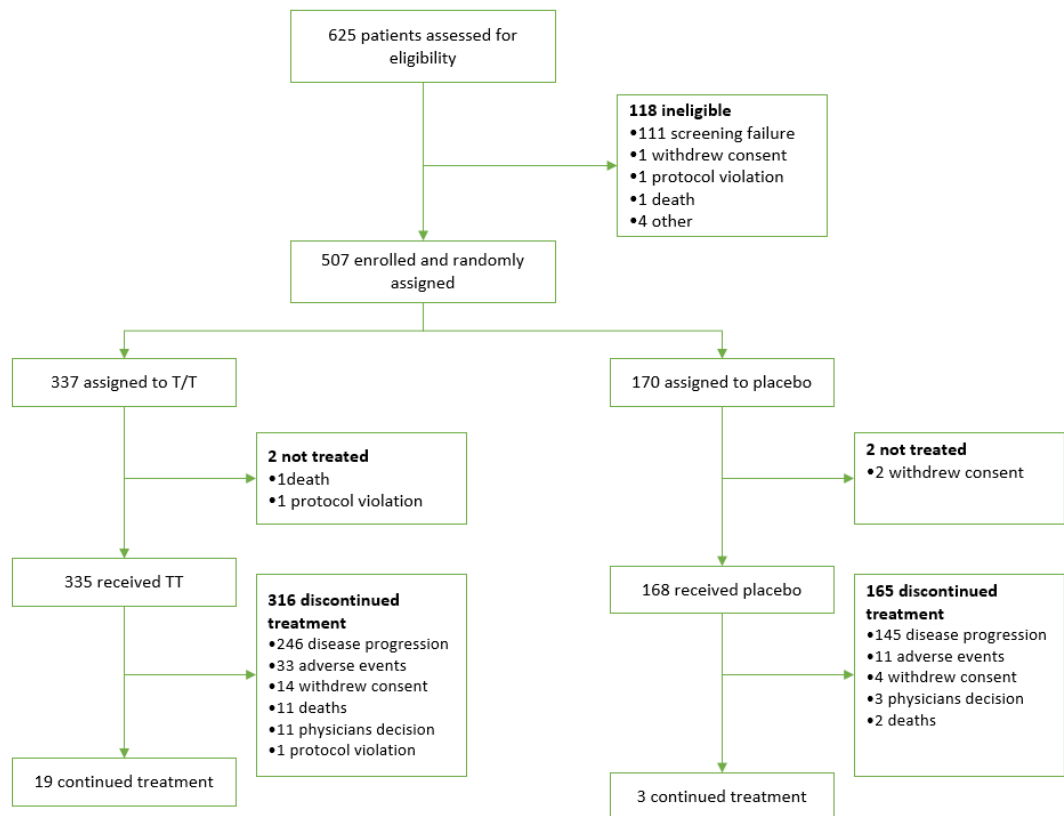 625 patients assessed for
eligibility
118 ineligible
•111 screening failure
•1 withdrew consent
•1 protocol violation
•1 death
•4 other
507 enrolled and randomly
assigned
337 assigned to T/T
170 assigned to placebo
2 not treated
•1death
•1 protocol violation
2 not treated
•2 withdrew consent
335 received TT
168 received placebo
316 discontinued
treatment
•246 disease progression
•33 adverse events
•14 withdrew consent
•11 deaths
•11 physicians decision
•1 protocol violation
165 discontinued
treatment
•145 disease progression
•11 adverse events
•4 withdrew consent
•3 physicians decision
•2 deaths
19 continued treatment
3 continued treatment